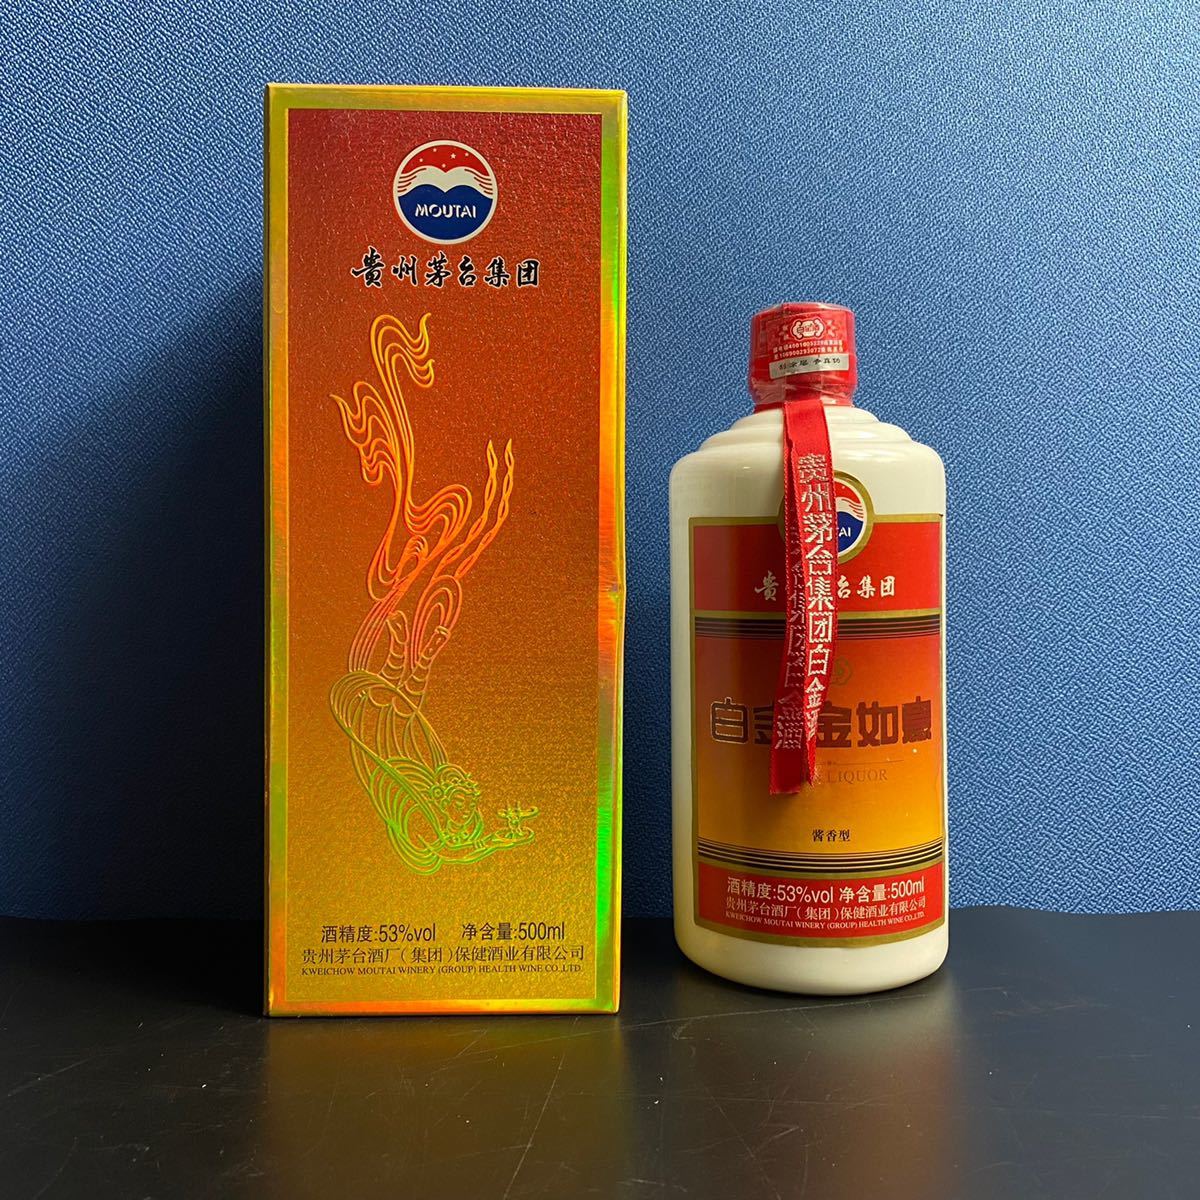 MOUTAI
贵州茅台集团
酒精度:53%vol 净含量:500ml
贵州茅台酒厂(集团)保健酒业有限公司
KWEICHOW MOUTAI WINERY (GROUP) HEALTH WINE CO.,LTD.
贵州茅台集团白金酒
TAI
贵 台集团
白金金如意
LIQUOR
酱香型
酒精度:53%vol 净含量:500ml
贵州茅台酒厂(集团)保健酒业有限公司
KWEICHOW MOUTAI WINERY (GROUP) HEALTH WINE CO.,LTD.